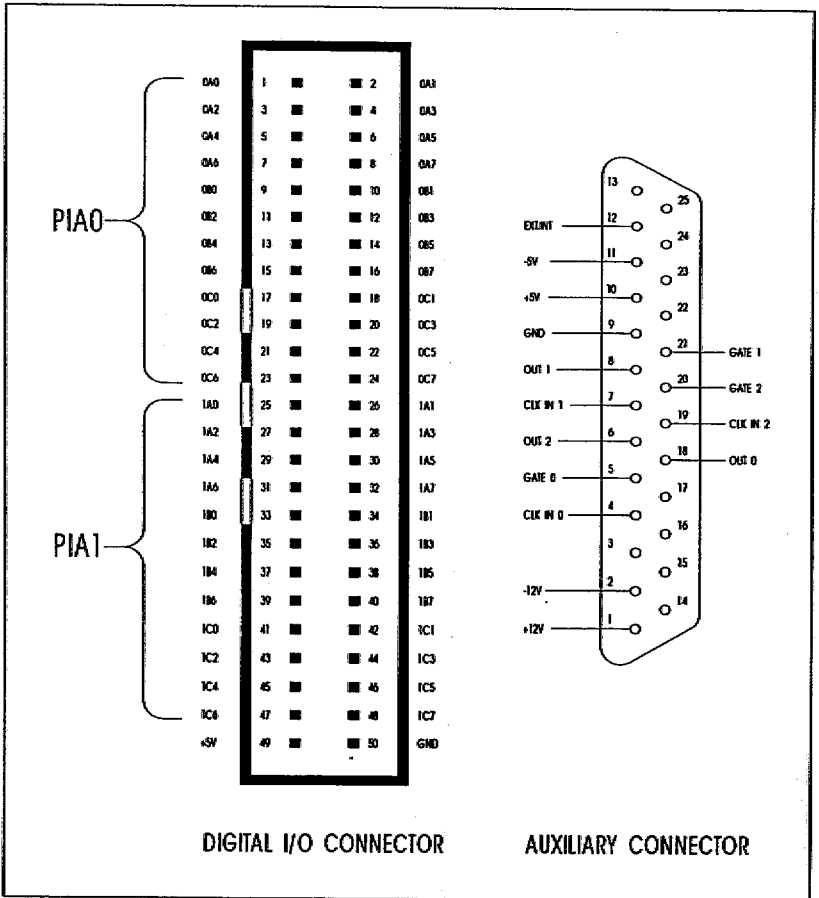 0A0 1 2 0A1
0A2 3 4 0A3
0A4 5 6 0A5
0A6 7 8 0A7
0B0 9 10 0B1
0B2 11 12 0B3
0B4 13 14 0B5
0B6 15 16 0B7
0C0 17 18 0C1
0C2 19 20 0C3
0C4 21 22 0C5
0C6 23 24 0C7
PIA0
1A0 25 26 1A1
1A2 27 28 1A3
1A4 29 30 1A5
1A6 31 32 1A7
1B0 33 34 1B1
1B2 35 36 1B3
1B4 37 38 1B5
1B6 39 40 1B7
1C0 41 42 1C1
1C2 43 44 1C3
1C4 45 46 1C5
1C6 47 48 1C7
PIA1
+5V 49 50 GND
DIGITAL I/O CONNECTOR
13
25
EXT/INT 12
24
-5V 11
23
+5V 10
22
GND 9
21 GATE 1
OUT 1 8
20 GATE 2
CLK IN 1 7
19 CLK IN 2
OUT 2 6
18 OUT 0
GATE 0 5
17
CLK IN 0 4
16
3
15
-12V 2
14
+12V 1
AUXILIARY CONNECTOR